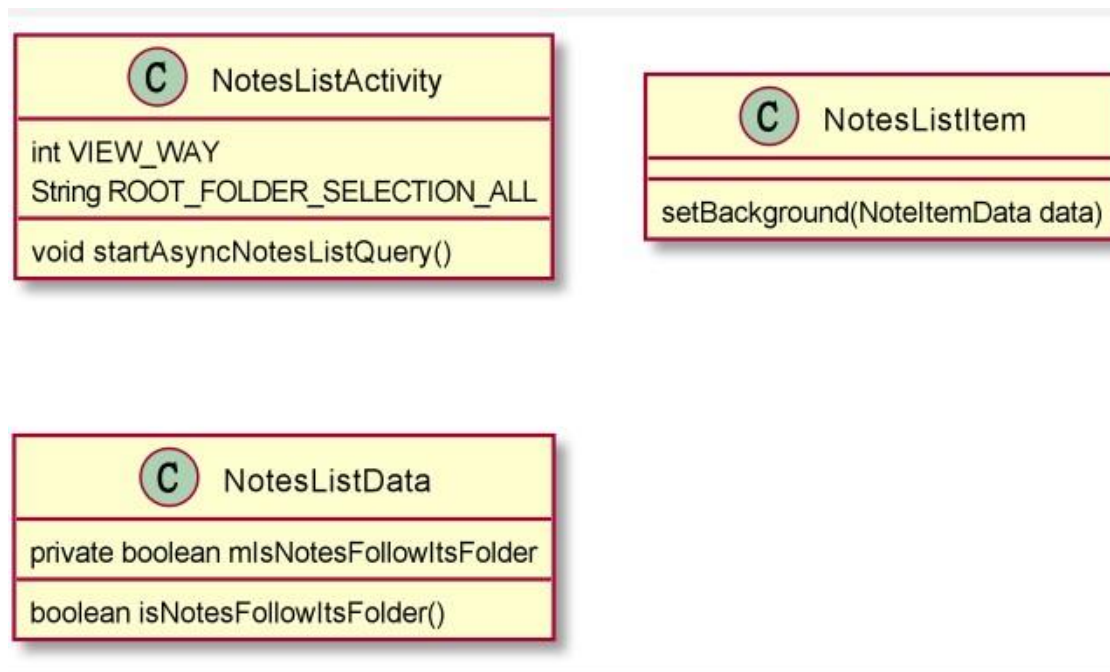 C NotesListActivity
int VIEW_WAY
String ROOT_FOLDER_SELECTION_ALL
void startAsyncNotesListQuery()
C NotesListItem
setBackground(NoteItemData data)
C NotesListData
private boolean mIsNotesFollowItsFolder
boolean isNotesFollowItsFolder()